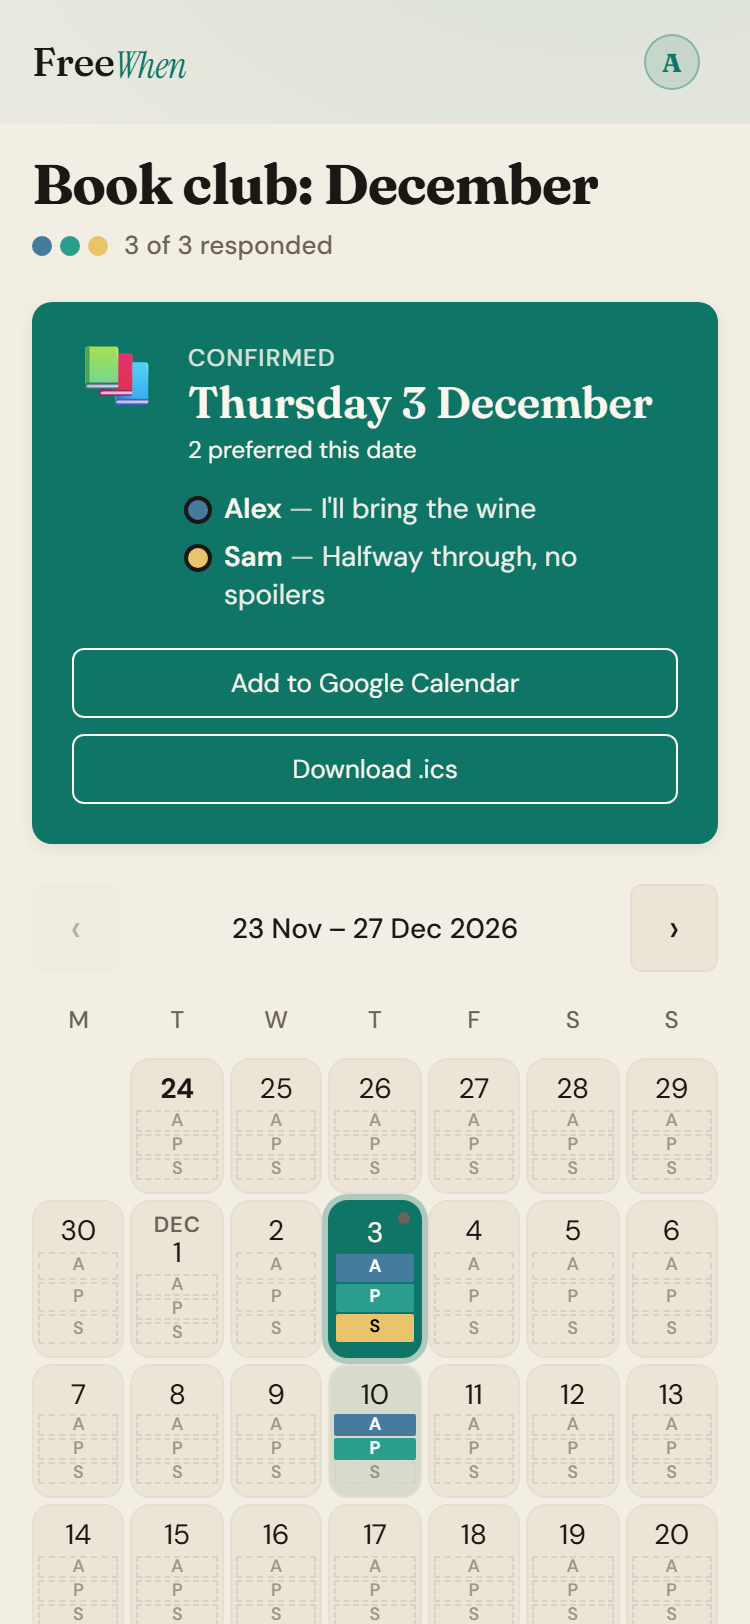 FreeWhen
A
Book club: December
3 of 3 responded
CONFIRMED
Thursday 3 December
2 preferred this date
Alex — I'll bring the wine
Sam — Halfway through, no
spoilers
Add to Google Calendar
Download .ics
‹ 23 Nov – 27 Dec 2026 ›
M T W T F S S
24 25 26 27 28 29
A A A A A A
P P P P P P
S S S S S S
30 DEC 1 2 3 4 5 6
A A A A A A A
P P P P P P P
S S S S S S S
7 8 9 10 11 12 13
A A A A A A A
P P P P P P P
S S S S S S S
14 15 16 17 18 19 20
A A A A A A A
P P P P P P P
S S S S S S S